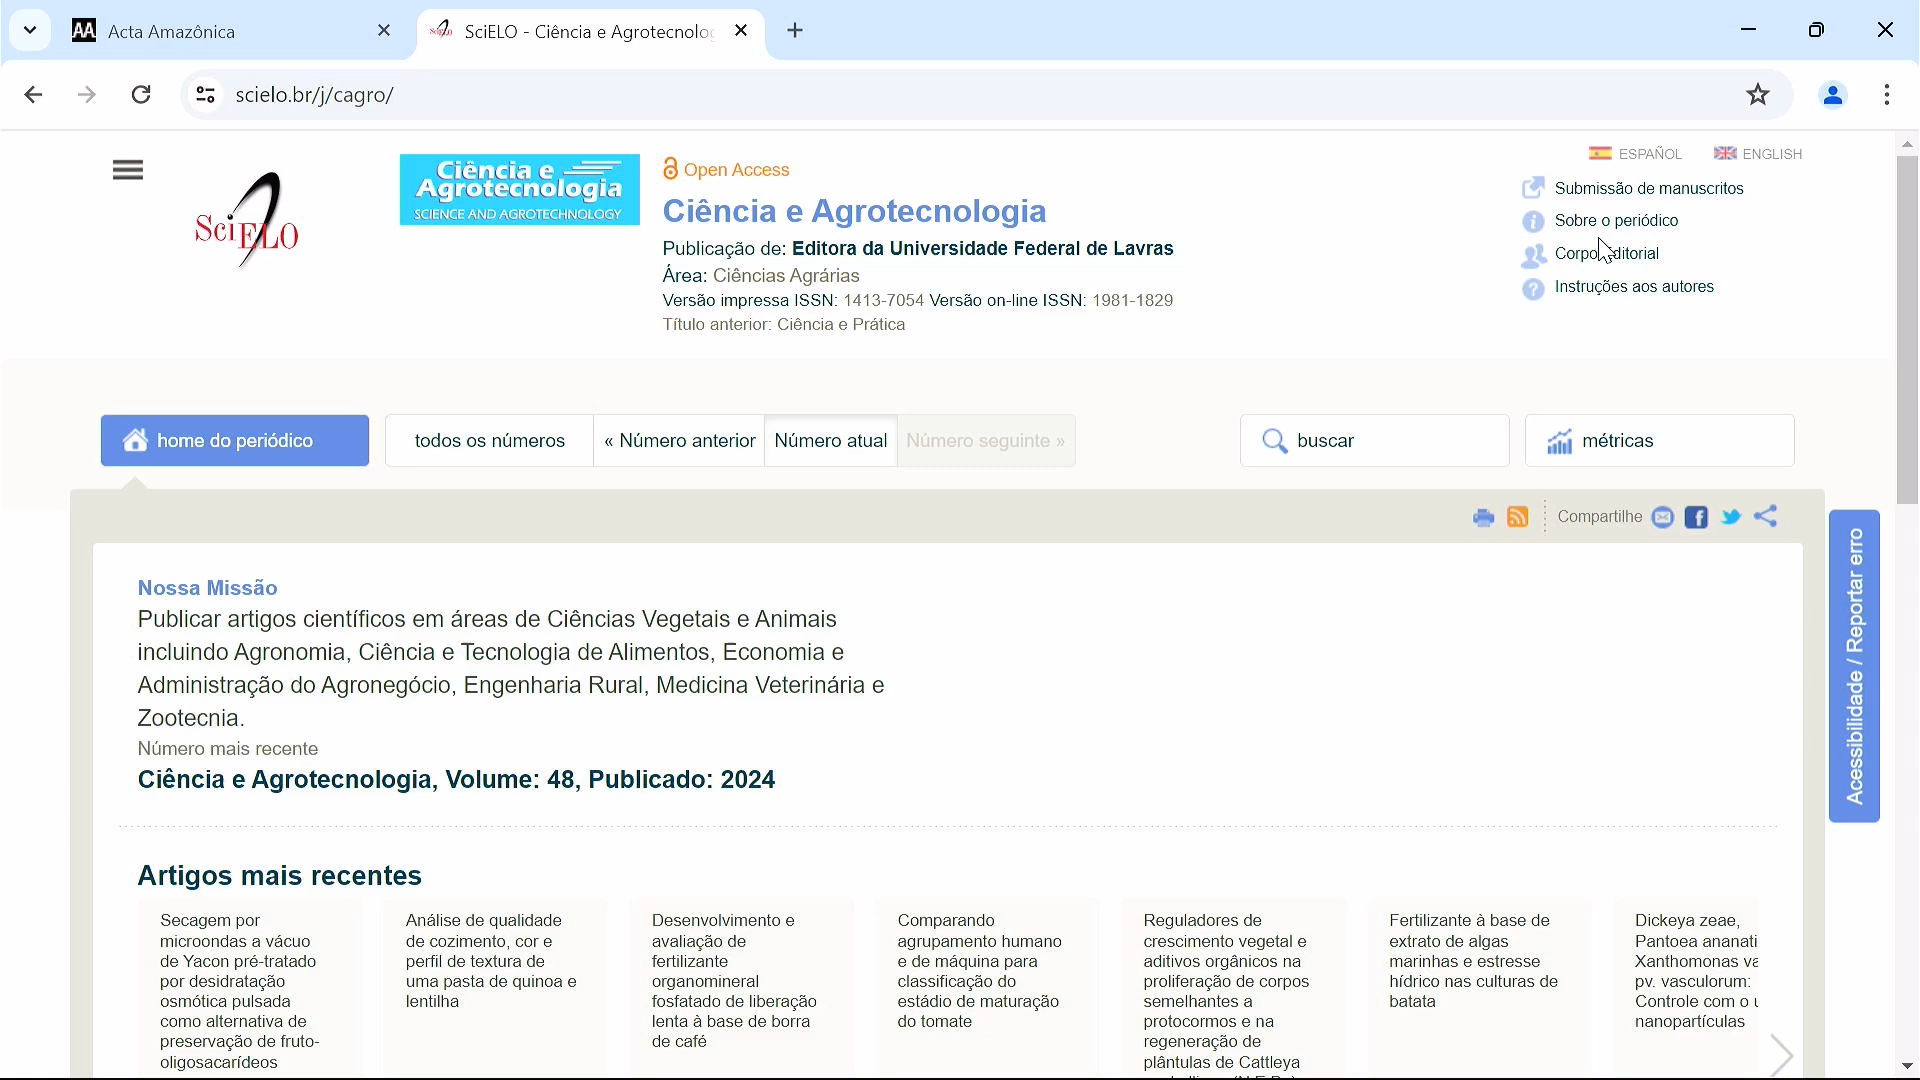 AA Acta Amazônica
SciELO - Ciência e Agrotecnolog
scielo.br/j/cagro/
ESPAÑOL ENGLISH
SciELO
Ciência e
Agrotecnologia
SCIENCE AND AGROTECHNOLOGY
Open Access
Ciência e Agrotecnologia
Publicação de: Editora da Universidade Federal de Lavras
Área: Ciências Agrárias
Versão impressa ISSN: 1413-7054 Versão on-line ISSN: 1981-1829
Título anterior: Ciência e Prática
Submissão de manuscritos
Sobre o periódico
Corpo Editorial
Instruções aos autores
home do periódico
todos os números
« Número anterior
Número atual
Número seguinte »
buscar
métricas
Compartilhe
Acessibilidade / Reportar erro
Nossa Missão
Publicar artigos científicos em áreas de Ciências Vegetais e Animais
incluindo Agronomia, Ciência e Tecnologia de Alimentos, Economia e
Administração do Agronegócio, Engenharia Rural, Medicina Veterinária e
Zootecnia.
Número mais recente
Ciência e Agrotecnologia, Volume: 48, Publicado: 2024
Artigos mais recentes
Secagem por
microondas a vácuo
de Yacon pré-tratado
por desidratação
osmótica pulsada
como alternativa de
preservação de fruto-
oligosacarídeos
Análise de qualidade
de cozimento, cor e
perfil de textura de
uma pasta de quinoa e
lentilha
Desenvolvimento e
avaliação de
fertilizante
organomineral
fosfatado de liberação
lenta à base de borra
de café
Comparando
agrupamento humano
e de máquina para
classificação do
estádio de maturação
do tomate
Reguladores de
crescimento vegetal e
aditivos orgânicos na
proliferação de corpos
semelhantes a
protocormos e na
regeneração de
plântulas de Cattleya
Fertilizante à base de
extrato de algas
marinhas e estresse
hídrico nas culturas de
batata
Dickeya zeae,
Pantoea ananati
Xanthomonas va
pv. vasculorum:
Controle com o u
nanopartículas